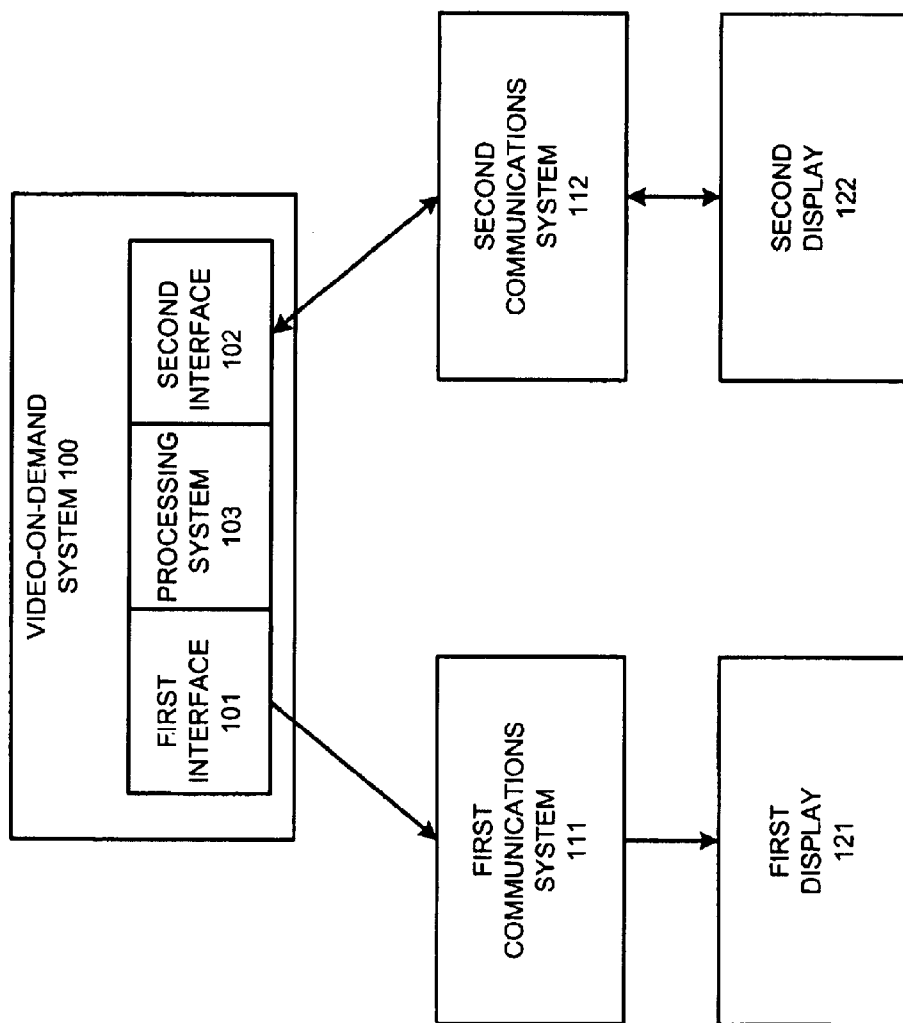 VIDEO-ON-DEMAND
SYSTEM 100
FIRST
INTERFACE
101
PROCESSING
SYSTEM
103
SECOND
INTERFACE
102
FIRST
COMMUNICATIONS
SYSTEM
111
SECOND
COMMUNICATIONS
SYSTEM
112
FIRST
DISPLAY
121
SECOND
DISPLAY
122